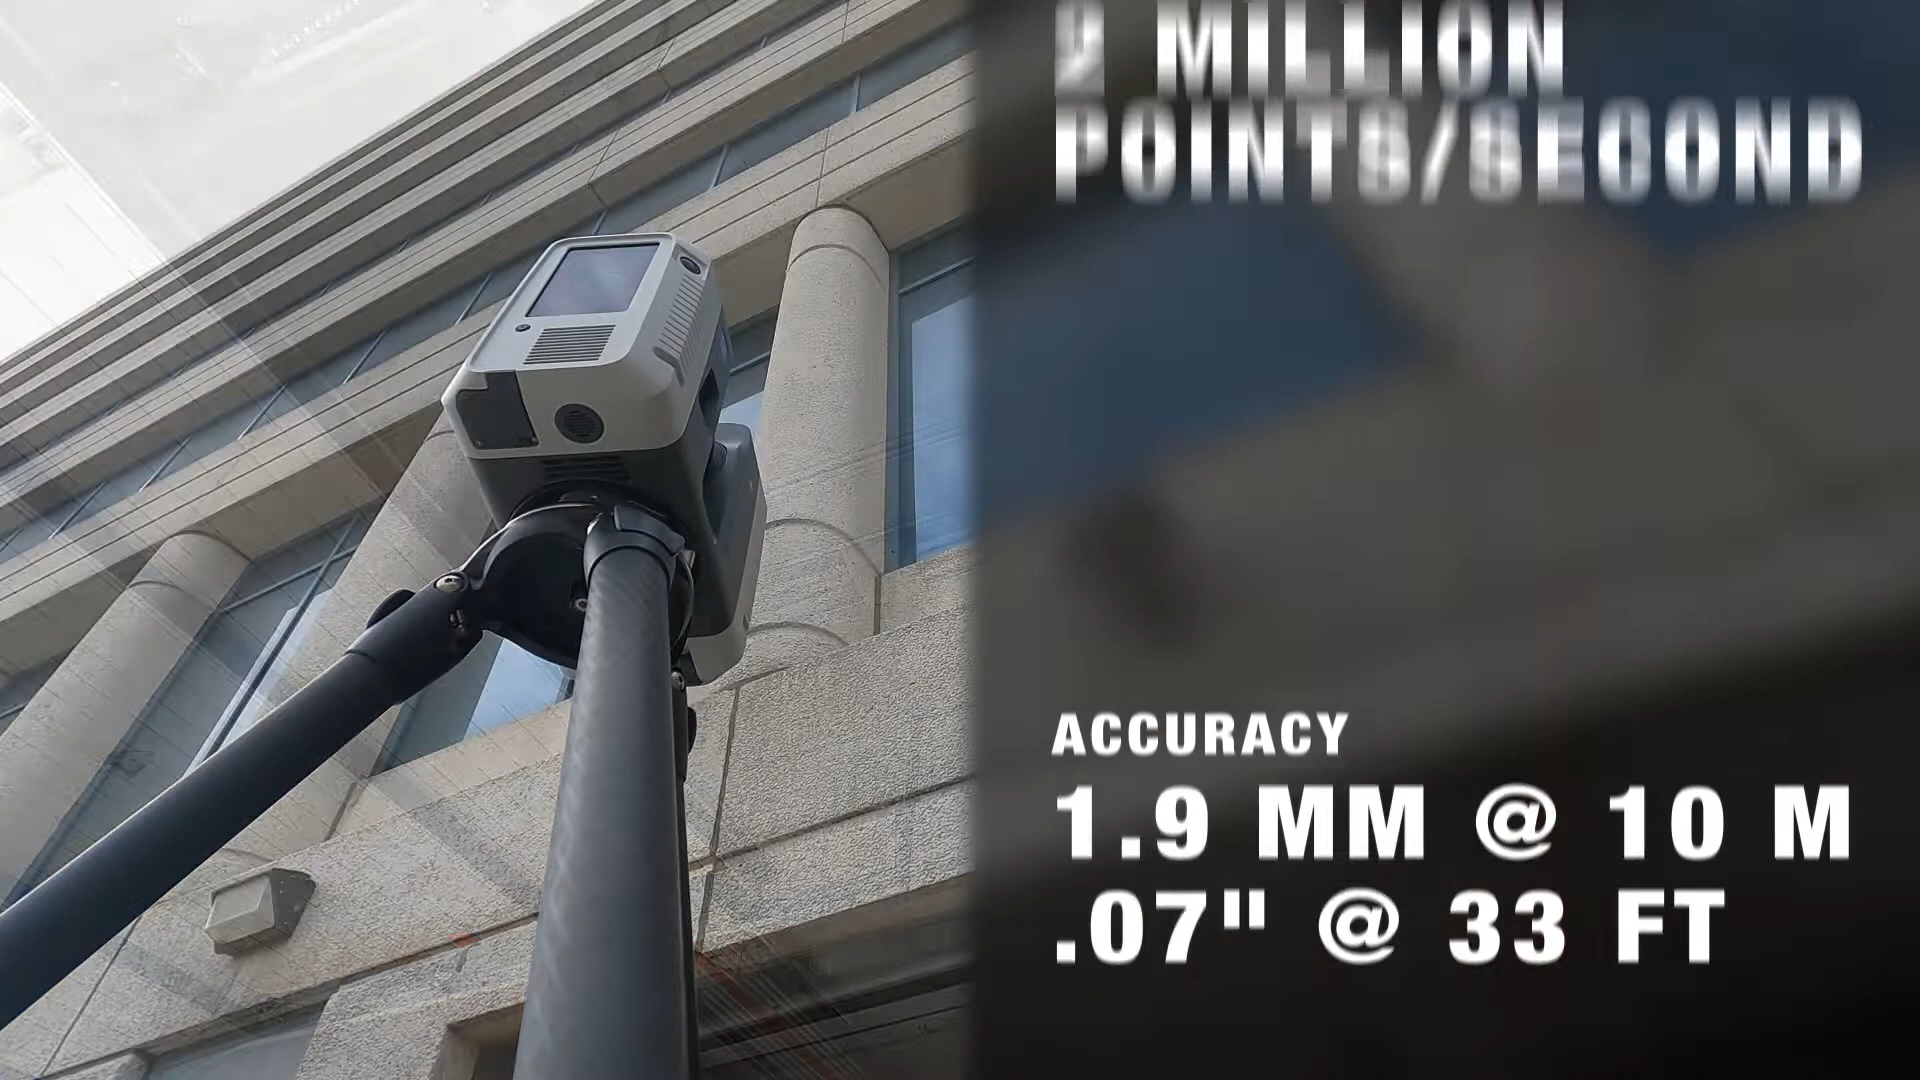 MILLION
POINTS/SECOND
ACCURACY
1.9 MM @ 10 M
.07" @ 33 FT